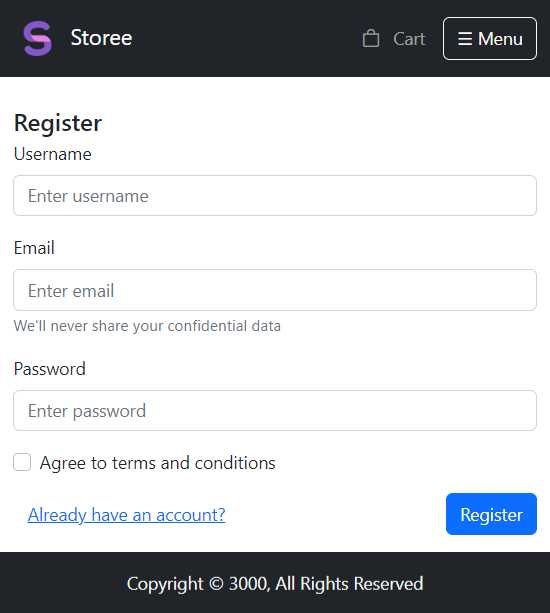 Storee
Cart
☰ Menu
Register
Username
Enter username
Email
Enter email
We'll never share your confidential data
Password
Enter password
Agree to terms and conditions
Already have an account?
Register
Copyright © 3000, All Rights Reserved